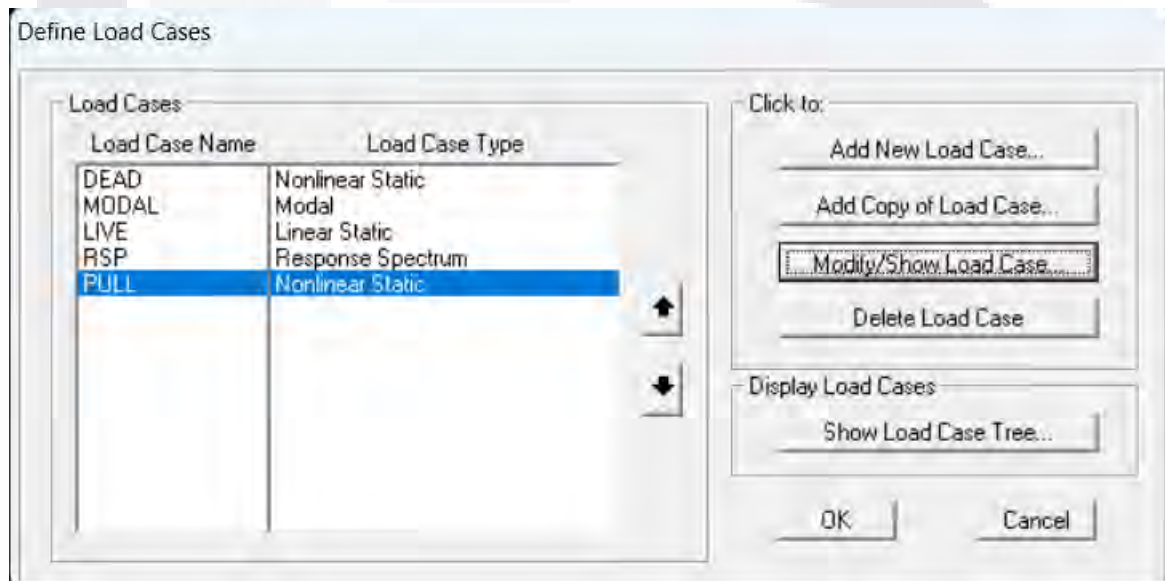 Define Load Cases
Load Cases
Load Case Name Load Case Type
DEAD Nonlinear Static
MODAL Modal
LIVE Linear Static
RSP Response Spectrum
PULL Nonlinear Static
Click to:
Add New Load Case...
Add Copy of Load Case...
Modify/Show Load Case...
Delete Load Case
Display Load Cases
Show Load Case Tree...
OK Cancel